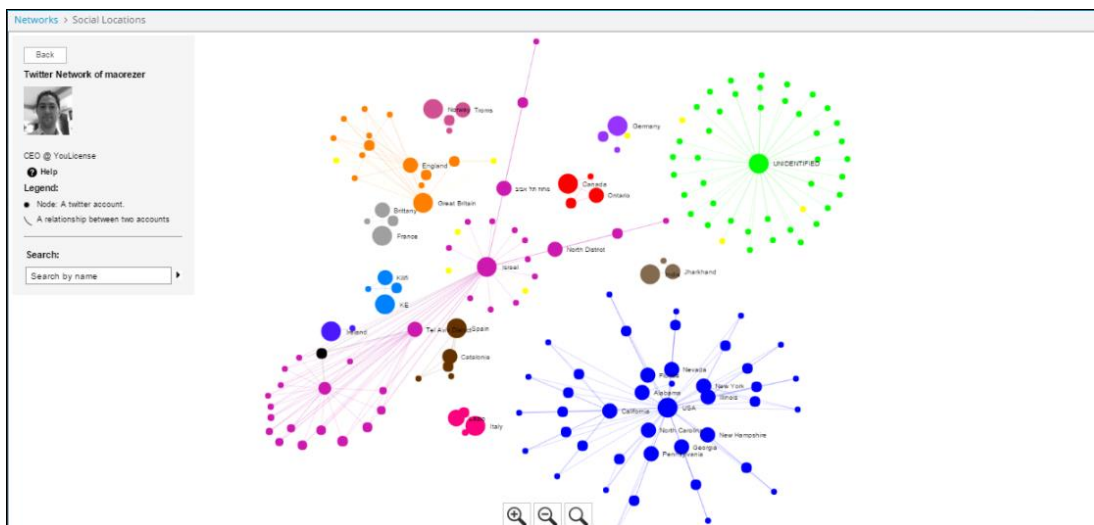 Networks > Social Locations
Back
Twitter Network of maorezer
CEO @ YouLicense
Help
Legend:
Node: A twitter account.
A relationship between two accounts
Search:
Search by name
Norway
Troms
Germany
England
UNIDENTIFIED
Canada
Ontario
Great Britain
Brittany
France
Israel
North District
Jharkhand
KE
Ireland
Tel Aviv District
Spain
Catalonia
Italy
Nevada
Alabama
New York
Illinois
California
USA
North Carolina
New Hampshire
Georgia
Pennsylvania